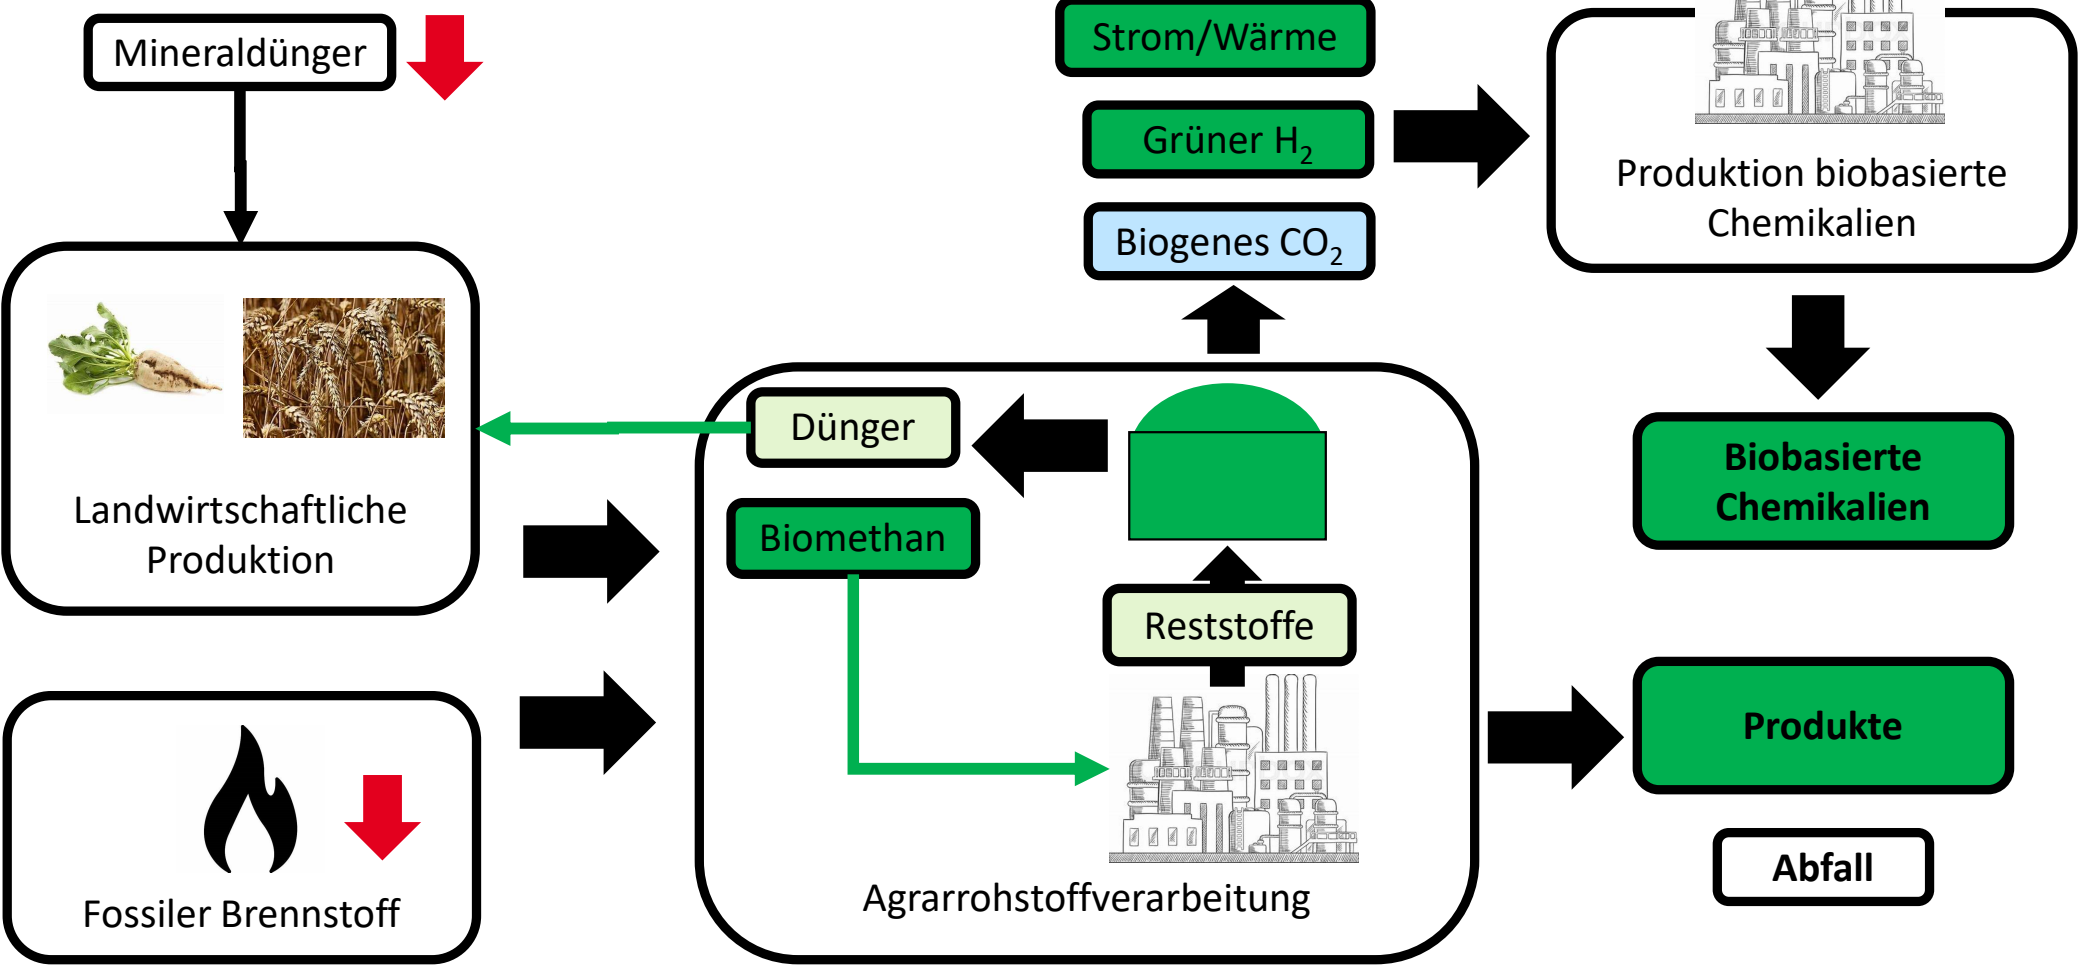 Mineraldünger
Strom/Wärme
Grüner H₂
Biogenes CO₂
Produktion biobasierte
Chemikalien
Landwirtschaftliche
Produktion
Dünger
Biomethan
Reststoffe
Biobasierte
Chemikalien
Fossiler Brennstoff
Agrarrohstoffverarbeitung
Produkte
Abfall